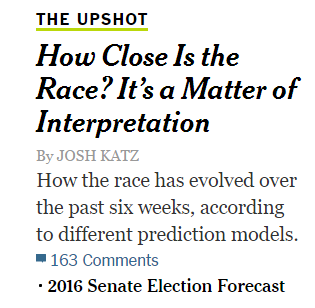 THE UPSHOT
How Close Is the
Race? It’s a Matter of
Interpretation
By JOSH KATZ
How the race has evolved over
the past six weeks, according
to different prediction models.
163 Comments
· 2016 Senate Election Forecast